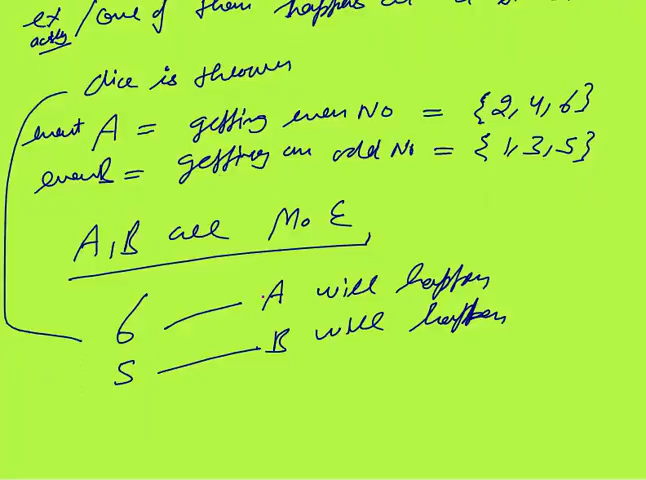 ex / one of them happens at a
actly
dice is thrown
event A = getting even No = {2, 4, 6}
event B = getting an odd No = {1, 3, 5}
A, B are M.E,
6 — A will happen
5 — B will happen